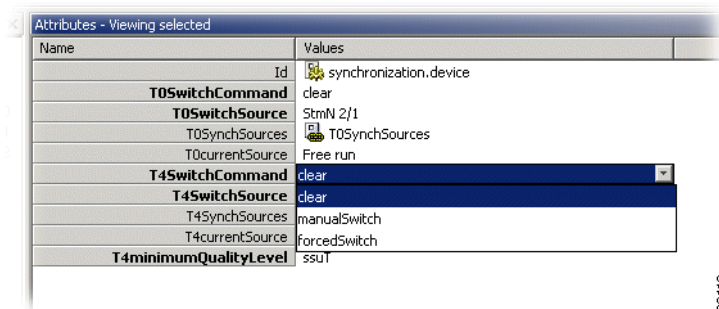 Attributes - Viewing selected
Name Values
Id synchronization.device
T0SwitchCommand clear
T0SwitchSource StmN 2/1
T0SynchSources T0SynchSources
T0currentSource Free run
T4SwitchCommand clear
T4SwitchSource clear
T4SynchSources manualSwitch
T4currentSource forcedSwitch
T4minimumQualityLevel ssuT